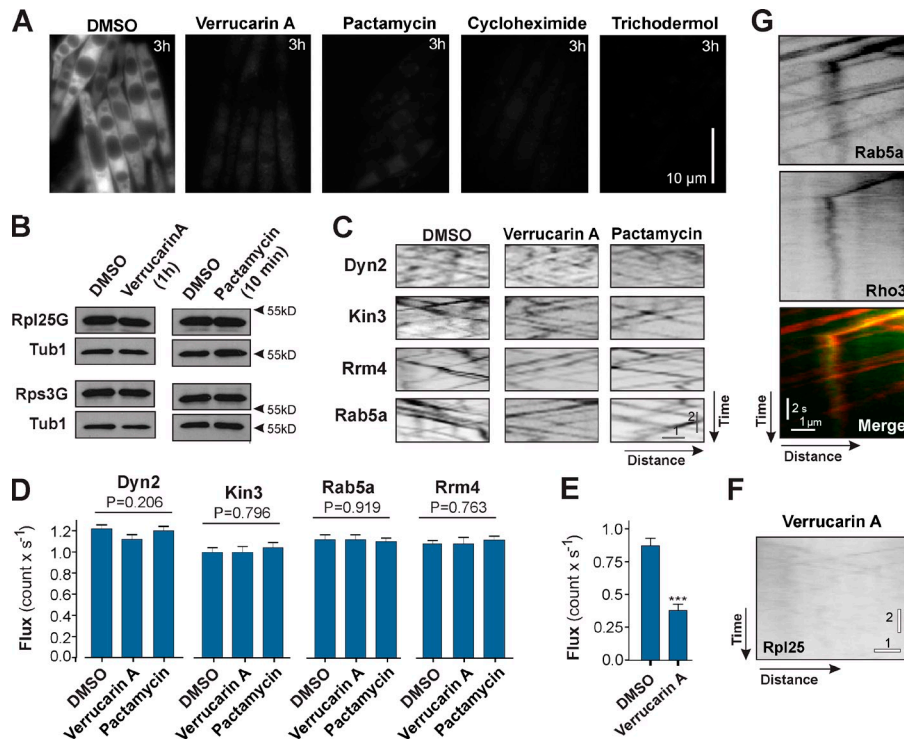 A
DMSO
Verrucarin A
Pactamycin
Cycloheximide
Trichodermol
3h
3h
3h
3h
3h
10 µm
B
DMSO
VerrucarinA
(1h)
DMSO
Pactamycin
(10 min)
Rpl25G
55kD
Tub1
55kD
Rps3G
55kD
Tub1
55kD
C
DMSO
Verrucarin A
Pactamycin
Dyn2
Kin3
Rrm4
Rab5a
2
1
Time
Distance
G
Rab5a
Rho3
Merge
2 s
1µm
Time
Distance
D
Dyn2
Kin3
Rab5a
Rrm4
P=0.206
P=0.796
P=0.919
P=0.763
Flux (count x s-1)
1.2
1.0
0.8
0.6
0.4
0.2
0.0
DMSO
Verrucarin A
Pactamycin
DMSO
Verrucarin A
Pactamycin
DMSO
Verrucarin A
Pactamycin
DMSO
Verrucarin A
Pactamycin
E
Flux (count x s-1)
1.00
0.75
0.5
0.25
0
***
DMSO
Verrucarin A
F
Verrucarin A
Time
Rpl25
2
1
Distance